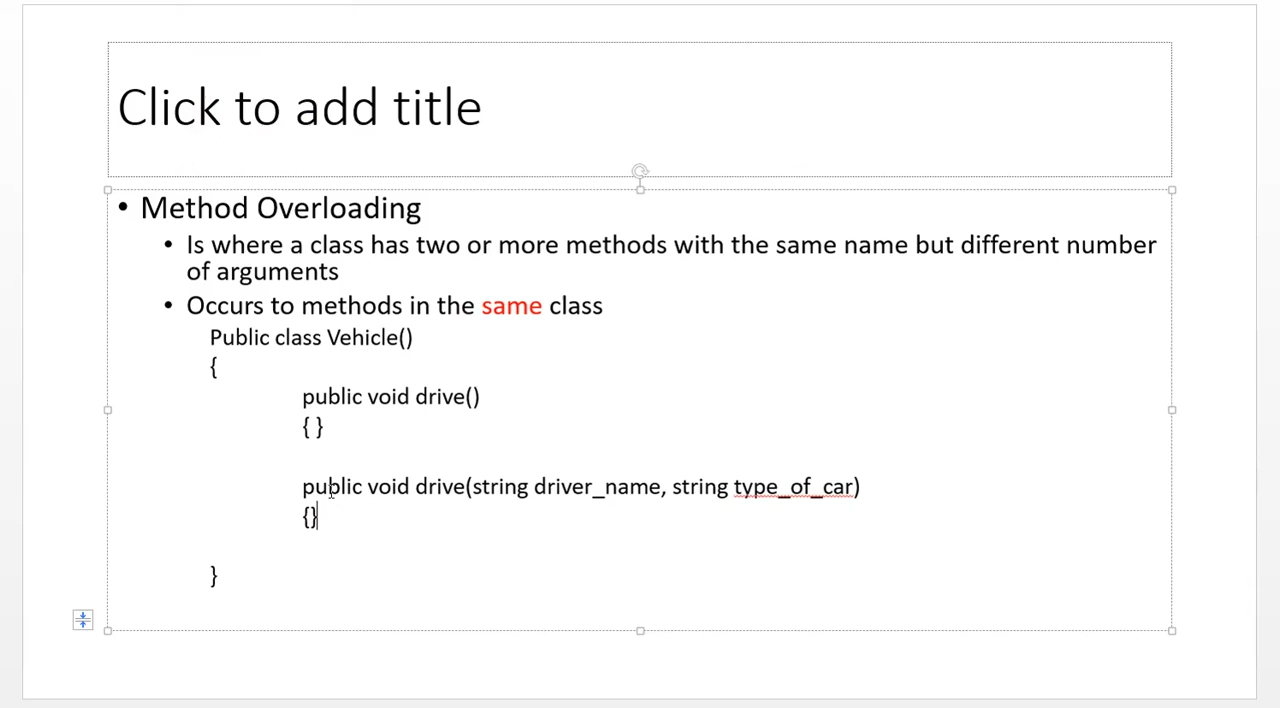 Click to add title
• Method Overloading
• Is where a class has two or more methods with the same name but different number
of arguments
• Occurs to methods in the same class
Public class Vehicle()
{
public void drive()
{ }
public void drive(string driver_name, string type_of_car)
{}
}